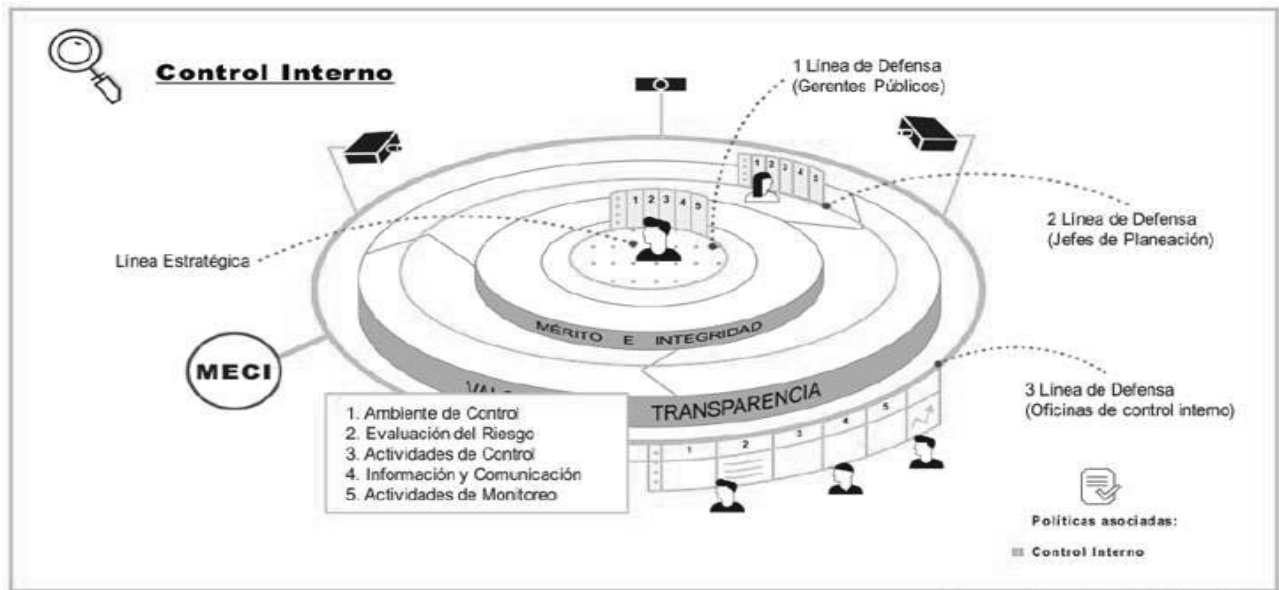 Control Interno
1 Línea de Defensa
(Gerentes Públicos)
1 2 3 4 5
1 2 3 4 5
2 Línea de Defensa
(Jefes de Planeación)
Línea Estratégica
MÉRITO E INTEGRIDAD
MECI
TRANSPARENCIA
3 Línea de Defensa
(Oficinas de control interno)
1. Ambiente de Control
2. Evaluación del Riesgo
3. Actividades de Control
4. Información y Comunicación
5. Actividades de Monitoreo
1 2 3 4 5
Políticas asociadas:
Control Interno